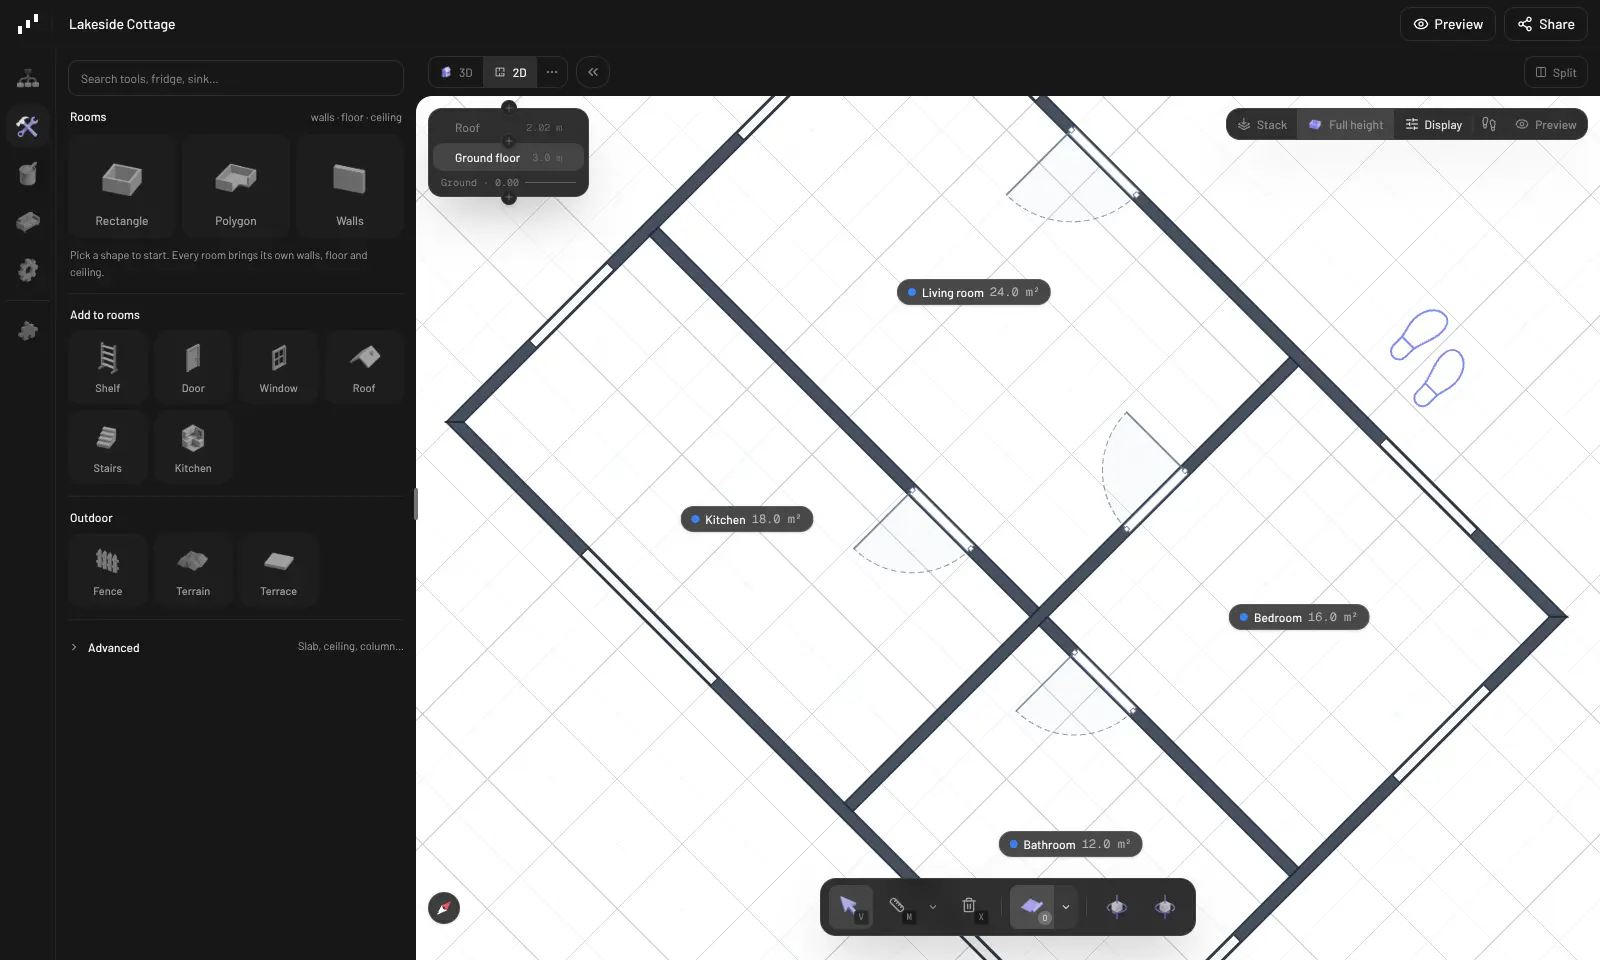 Lakeside Cottage
Preview
Share
Search tools, fridge, sink...
3D
2D
Split
Rooms
walls · floor · ceiling
Rectangle
Polygon
Walls
Pick a shape to start. Every room brings its own walls, floor and
ceiling.
Add to rooms
Shelf
Door
Window
Roof
Stairs
Kitchen
Outdoor
Fence
Terrain
Terrace
Advanced
Slab, ceiling, column...
Roof 2.02 m
Ground floor 3.0 m
Ground · 0.00
Stack
Full height
Display
Preview
Living room 24.0 m²
Kitchen 18.0 m²
Bedroom 16.0 m²
Bathroom 12.0 m²
V
M
X
0